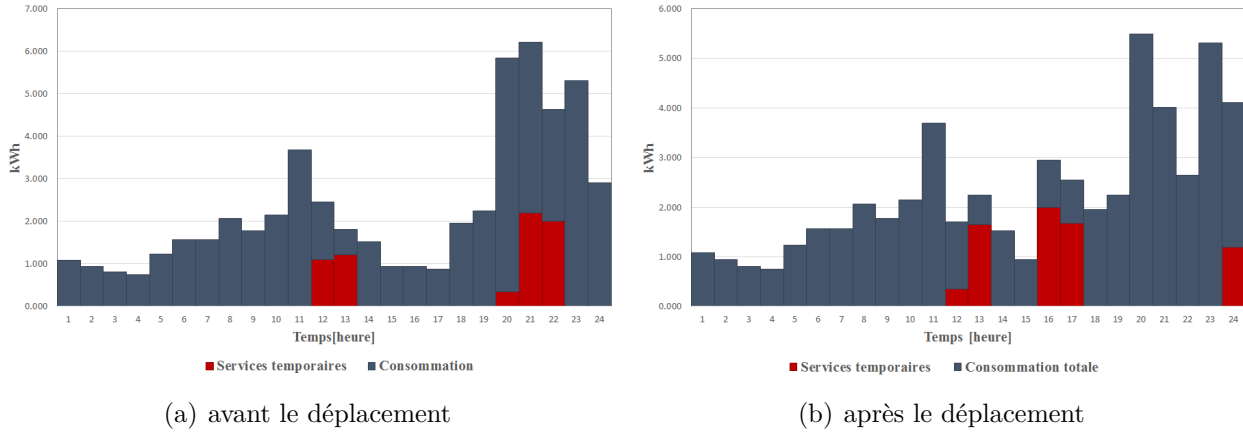 7.000
6.000
5.000
4.000
3.000
2.000
1.000
0.000
kWh
1 2 3 4 5 6 7 8 9 10 11 12 13 14 15 16 17 18 19 20 21 22 23 24
Temps[heure]
Services temporaires Consommation
(a) avant le déplacement
6.000
5.000
4.000
3.000
2.000
1.000
0.000
kWh
1 2 3 4 5 6 7 8 9 10 11 12 13 14 15 16 17 18 19 20 21 22 23 24
Temps [heure]
Services temporaires Consommation totale
(b) après le déplacement